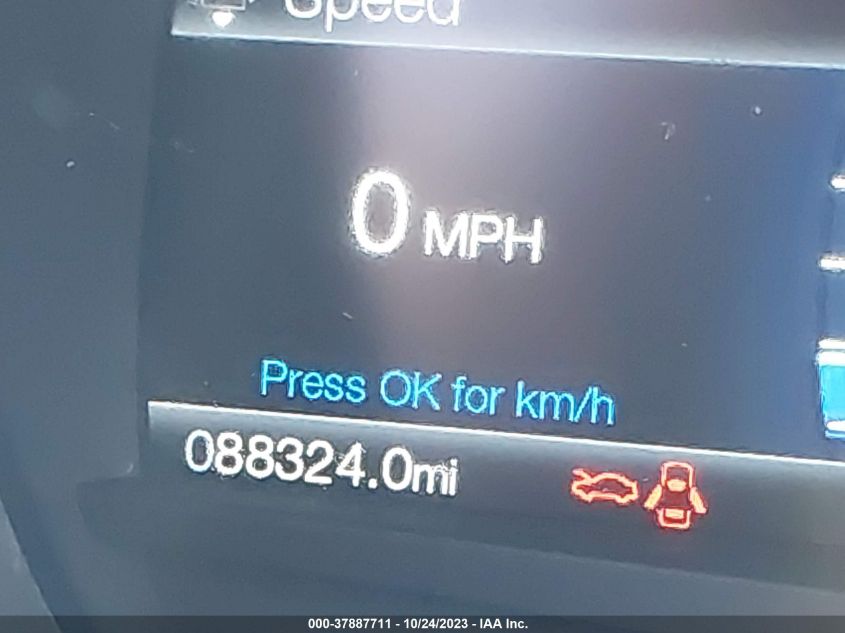 Speed
0 MPH
Press OK for km/h
088324.0mi
000-37887711 - 10/24/2023 - IAA Inc.